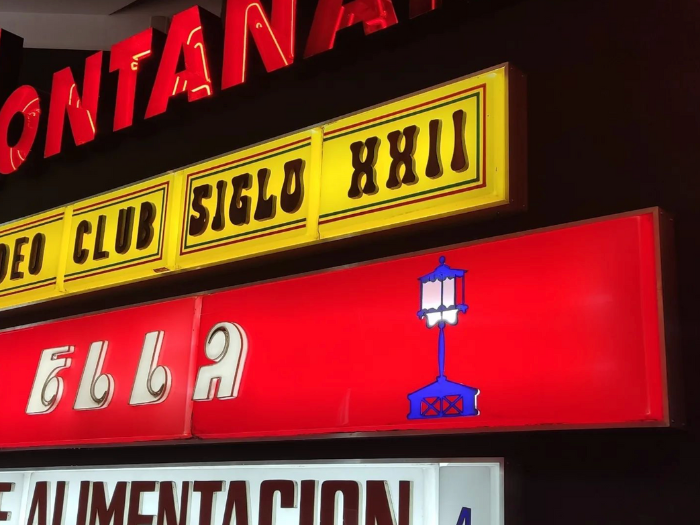 ONTANA
DEO CLUB SIGLO XXII
ELLA
E ALIMENTACION